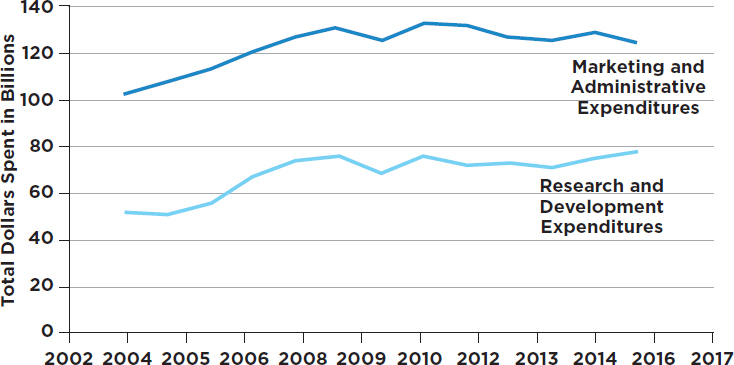 Total Dollars Spent in Billions
140
120
100
80
60
40
20
0
Marketing and
Administrative
Expenditures
Research and
Development
Expenditures
2002 2004 2005 2006 2008 2009 2010 2012 2013 2014 2016 2017